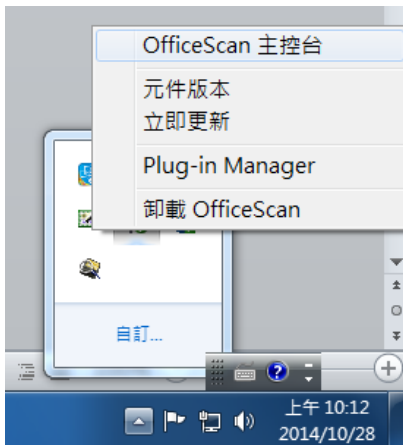 OfficeScan 主控台
元件版本
立即更新
Plug-in Manager
卸載 OfficeScan
自訂...
上午 10:12
2014/10/28